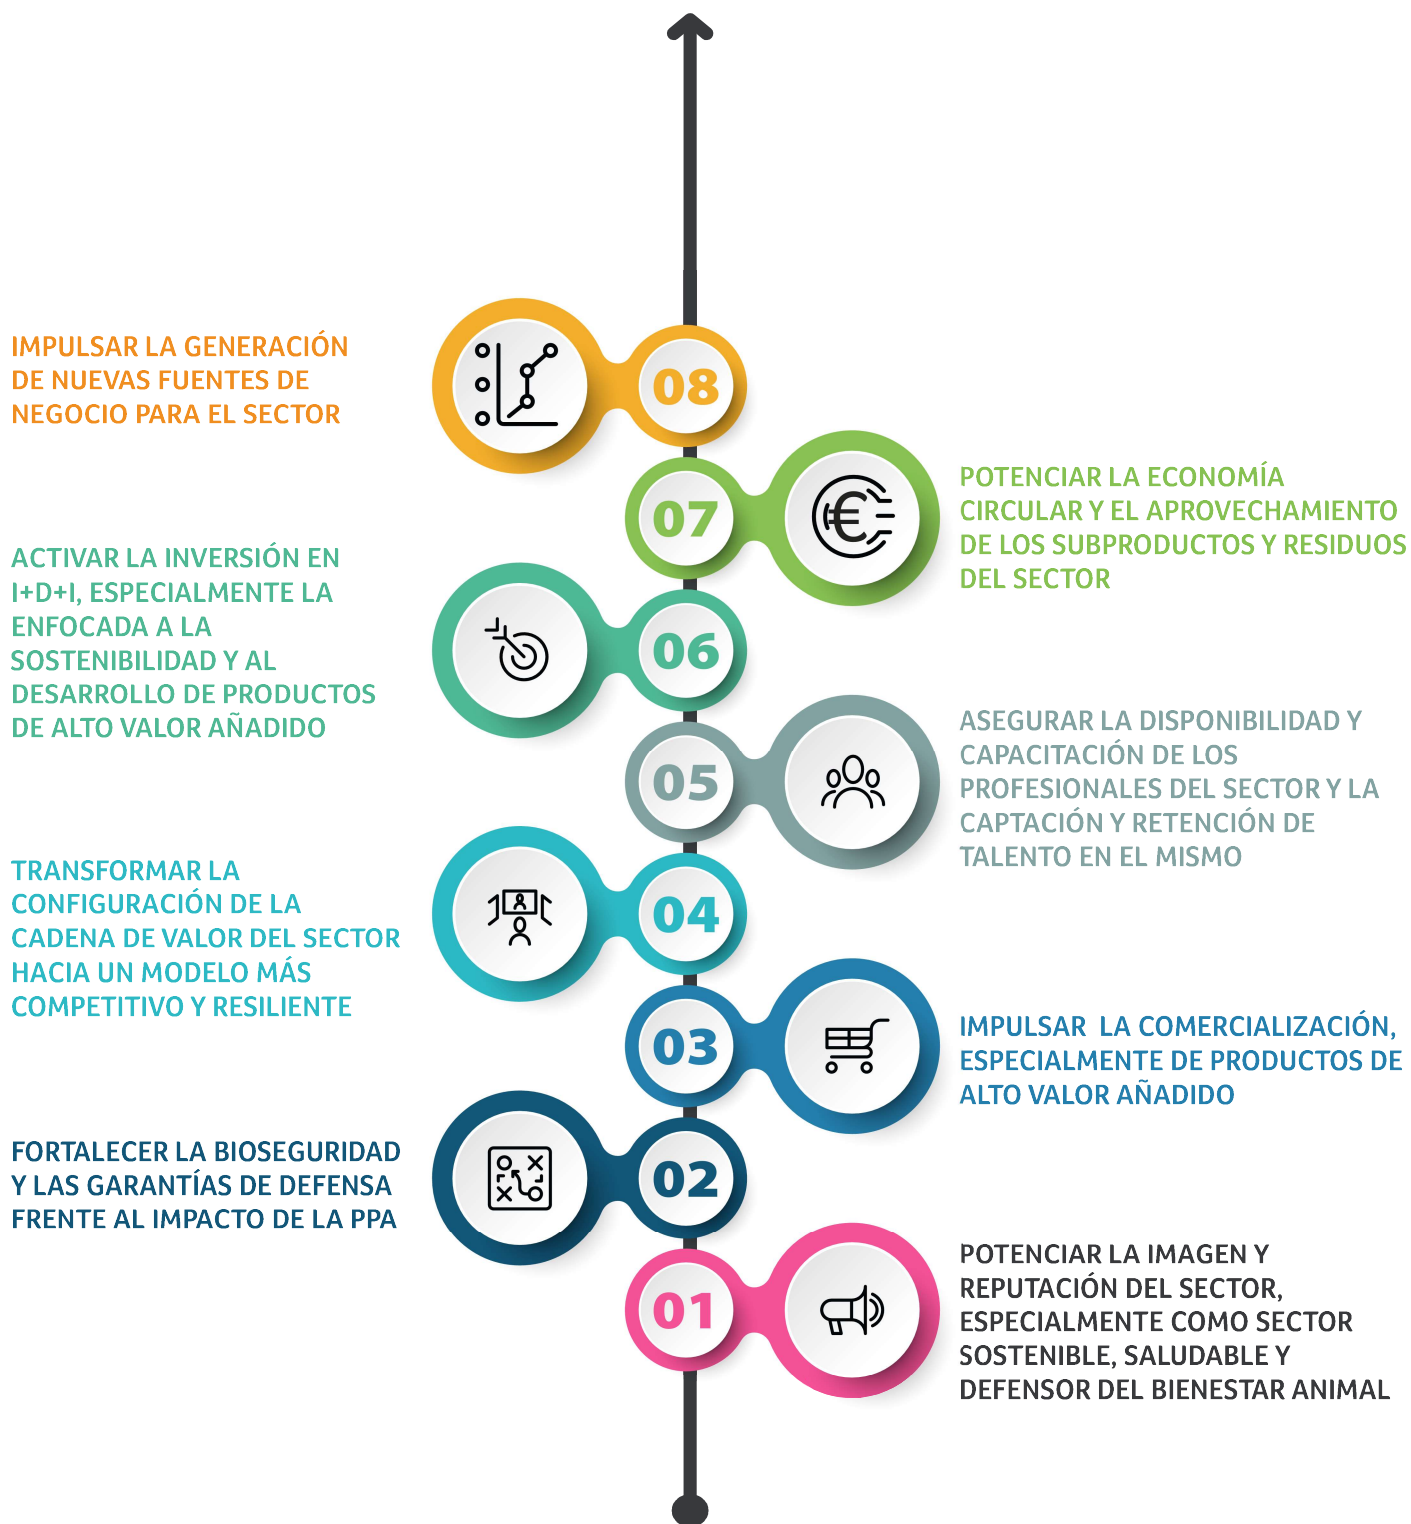 IMPULSAR LA GENERACIÓN
DE NUEVAS FUENTES DE
NEGOCIO PARA EL SECTOR
08
07
POTENCIAR LA ECONOMÍA
CIRCULAR Y EL APROVECHAMIENTO
DE LOS SUBPRODUCTOS Y RESIDUOS
DEL SECTOR
€
ACTIVAR LA INVERSIÓN EN
I+D+I, ESPECIALMENTE LA
ENFOCADA A LA
SOSTENIBILIDAD Y AL
DESARROLLO DE PRODUCTOS
DE ALTO VALOR AÑADIDO
06
05
ASEGURAR LA DISPONIBILIDAD Y
CAPACITACIÓN DE LOS
PROFESIONALES DEL SECTOR Y LA
CAPTACIÓN Y RETENCIÓN DE
TALENTO EN EL MISMO
TRANSFORMAR LA
CONFIGURACIÓN DE LA
CADENA DE VALOR DEL SECTOR
HACIA UN MODELO MÁS
COMPETITIVO Y RESILIENTE
04
03
IMPULSAR LA COMERCIALIZACIÓN,
ESPECIALMENTE DE PRODUCTOS DE
ALTO VALOR AÑADIDO
FORTALECER LA BIOSEGURIDAD
Y LAS GARANTÍAS DE DEFENSA
FRENTE AL IMPACTO DE LA PPA
02
01
POTENCIAR LA IMAGEN Y
REPUTACIÓN DEL SECTOR,
ESPECIALMENTE COMO SECTOR
SOSTENIBLE, SALUDABLE Y
DEFENSOR DEL BIENESTAR ANIMAL